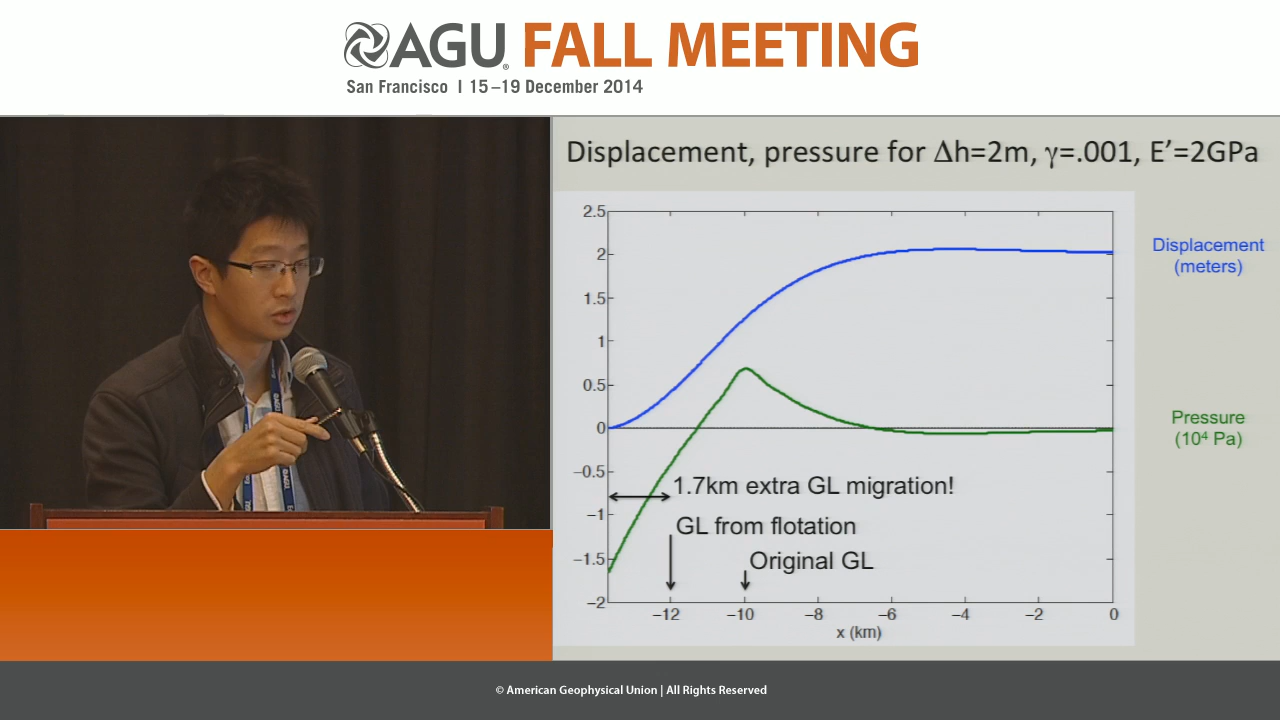 AGU® FALL MEETING
San Francisco | 15–19 December 2014
Displacement, pressure for Δh=2m, γ=.001, E'=2GPa
2.5
2
1.5
1
0.5
0
−0.5
−1
−1.5
−2
Displacement
(meters)
Pressure
(10⁴ Pa)
1.7km extra GL migration!
GL from flotation
Original GL
−12
−10
−8
−6
−4
−2
0
x (km)
© American Geophysical Union | All Rights Reserved